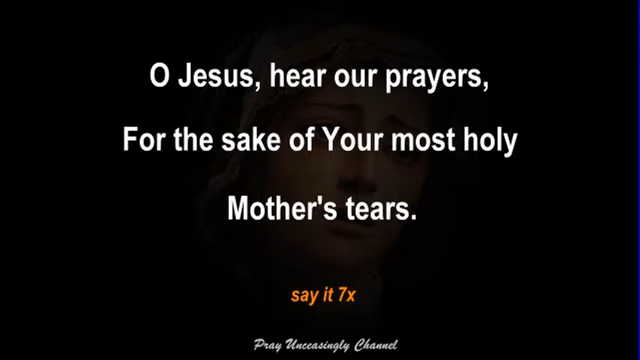 O Jesus, hear our prayers,
For the sake of Your most holy
Mother's tears.
say it 7x
Pray Unceasingly Channel